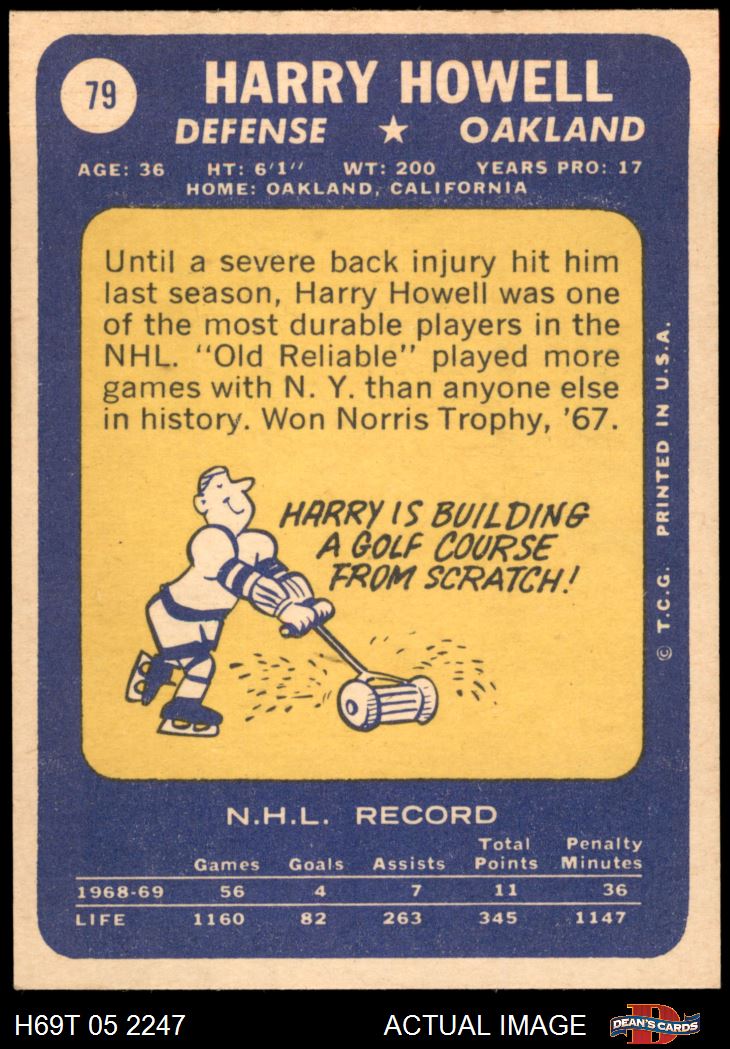 79
HARRY HOWELL
DEFENSE ★ OAKLAND
AGE: 36 HT: 6'1" WT: 200 YEARS PRO: 17
HOME: OAKLAND, CALIFORNIA
Until a severe back injury hit him
last season, Harry Howell was one
of the most durable players in the
NHL. "Old Reliable" played more
games with N. Y. than anyone else
in history. Won Norris Trophy, '67.
HARRY IS BUILDING
A GOLF COURSE
FROM SCRATCH!
© T.C.G. PRINTED IN U.S.A.
N.H.L. RECORD
Games Goals Assists Total Points Penalty Minutes
1968-69 56 4 7 11 36
LIFE 1160 82 263 345 1147
H69T 05 2247 ACTUAL IMAGE DEAN'S CARDS